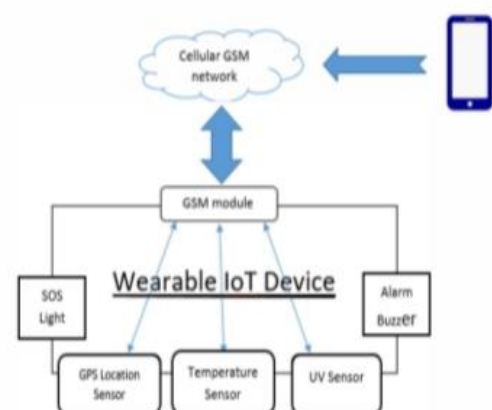 Cellular GSM
network
GSM module
Wearable IoT Device
SOS
Light
Alarm
Buzzer
GPS Location
Sensor
Temperature
Sensor
UV Sensor